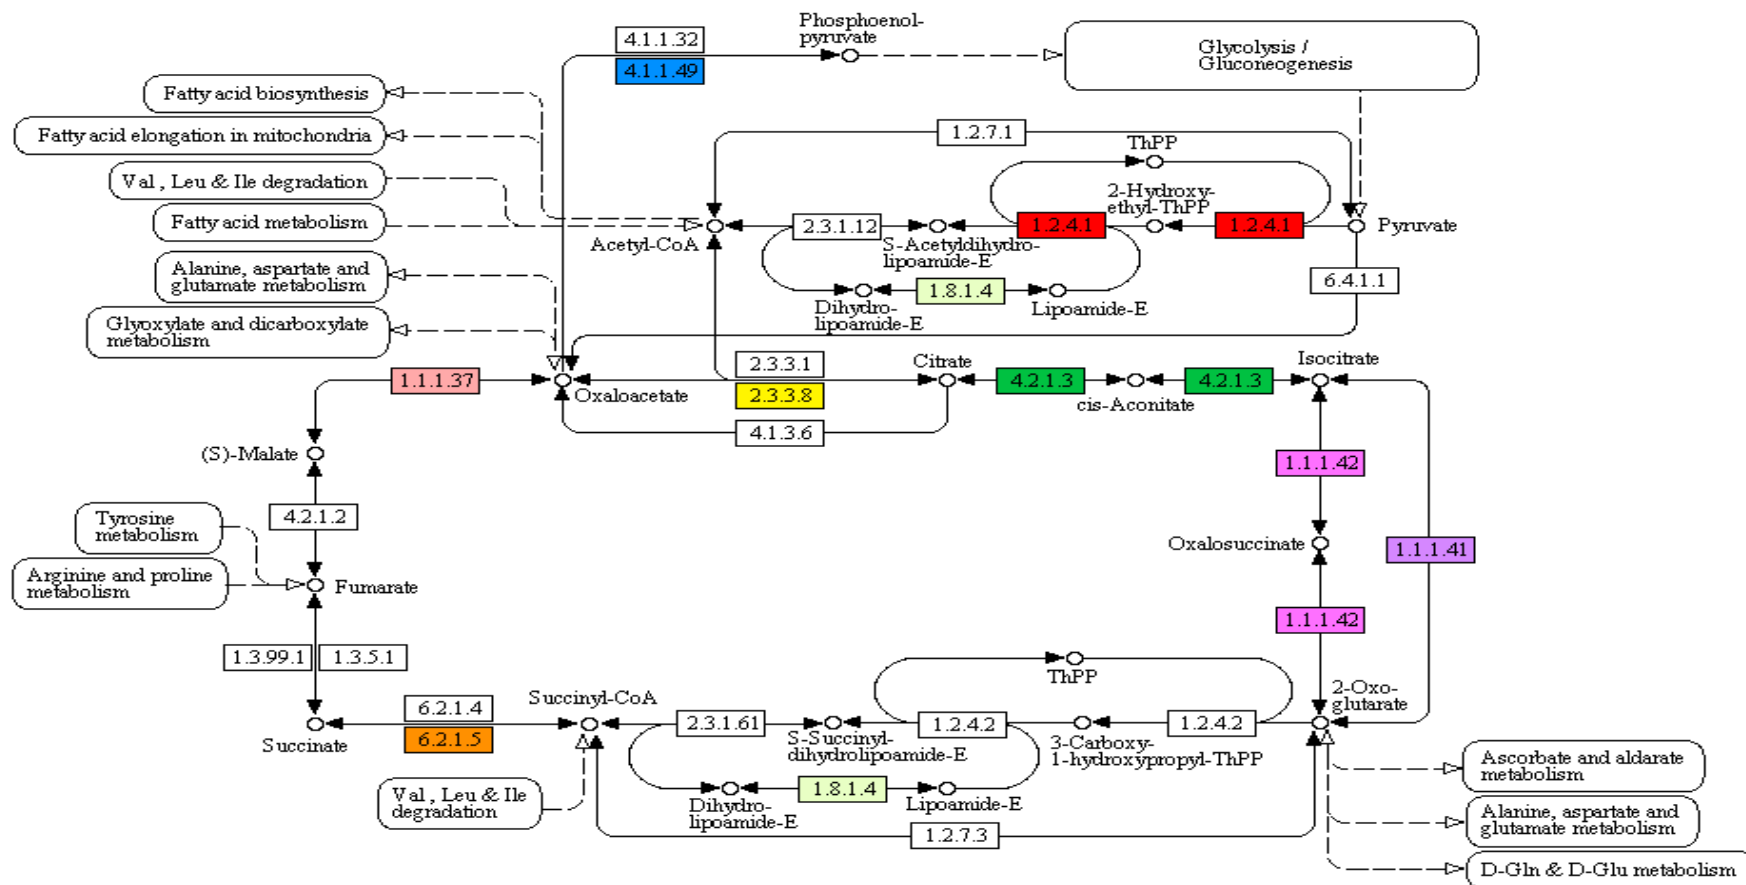 Phosphoenol-
pyruvate
4.1.1.32
4.1.1.49
Glycolysis /
Gluconeogenesis
Fatty acid biosynthesis
Fatty acid elongation in mitochondria
Val , Leu & Ile degradation
Fatty acid metabolism
Alanine, aspartate and
glutamate metabolism
Glyoxylate and dicarboxylate
metabolism
1.2.7.1
ThPP
2-Hydroxy-
ethyl-ThPP
Acetyl-CoA
2.3.1.12
S-Acetyldihydro-
lipoamide-E
1.2.4.1
1.2.4.1
Pyruvate
Dihydro-
lipoamide-E
1.8.1.4
Lipoamide-E
6.4.1.1
1.1.1.37
Oxaloacetate
2.3.3.1
2.3.3.8
4.1.3.6
Citrate
4.2.1.3
cis-Aconitate
4.2.1.3
Isocitrate
(S)-Malate
1.1.1.42
4.2.1.2
Tyrosine
metabolism
Arginine and proline
metabolism
Fumarate
Oxalosuccinate
1.1.1.41
1.1.1.42
1.3.99.1
1.3.5.1
ThPP
Succinate
6.2.1.4
6.2.1.5
Succinyl-CoA
2.3.1.61
S-Succinyl-
dihydrolipoamide-E
1.2.4.2
3-Carboxy-
1-hydroxypropyl-ThPP
1.2.4.2
2-Oxo-
glutarate
Val , Leu & Ile
degradation
Dihydro-
lipoamide-E
1.8.1.4
Lipoamide-E
1.2.7.3
Ascorbate and aldarate
metabolism
Alanine, aspartate and
glutamate metabolism
D-Gln & D-Glu metabolism